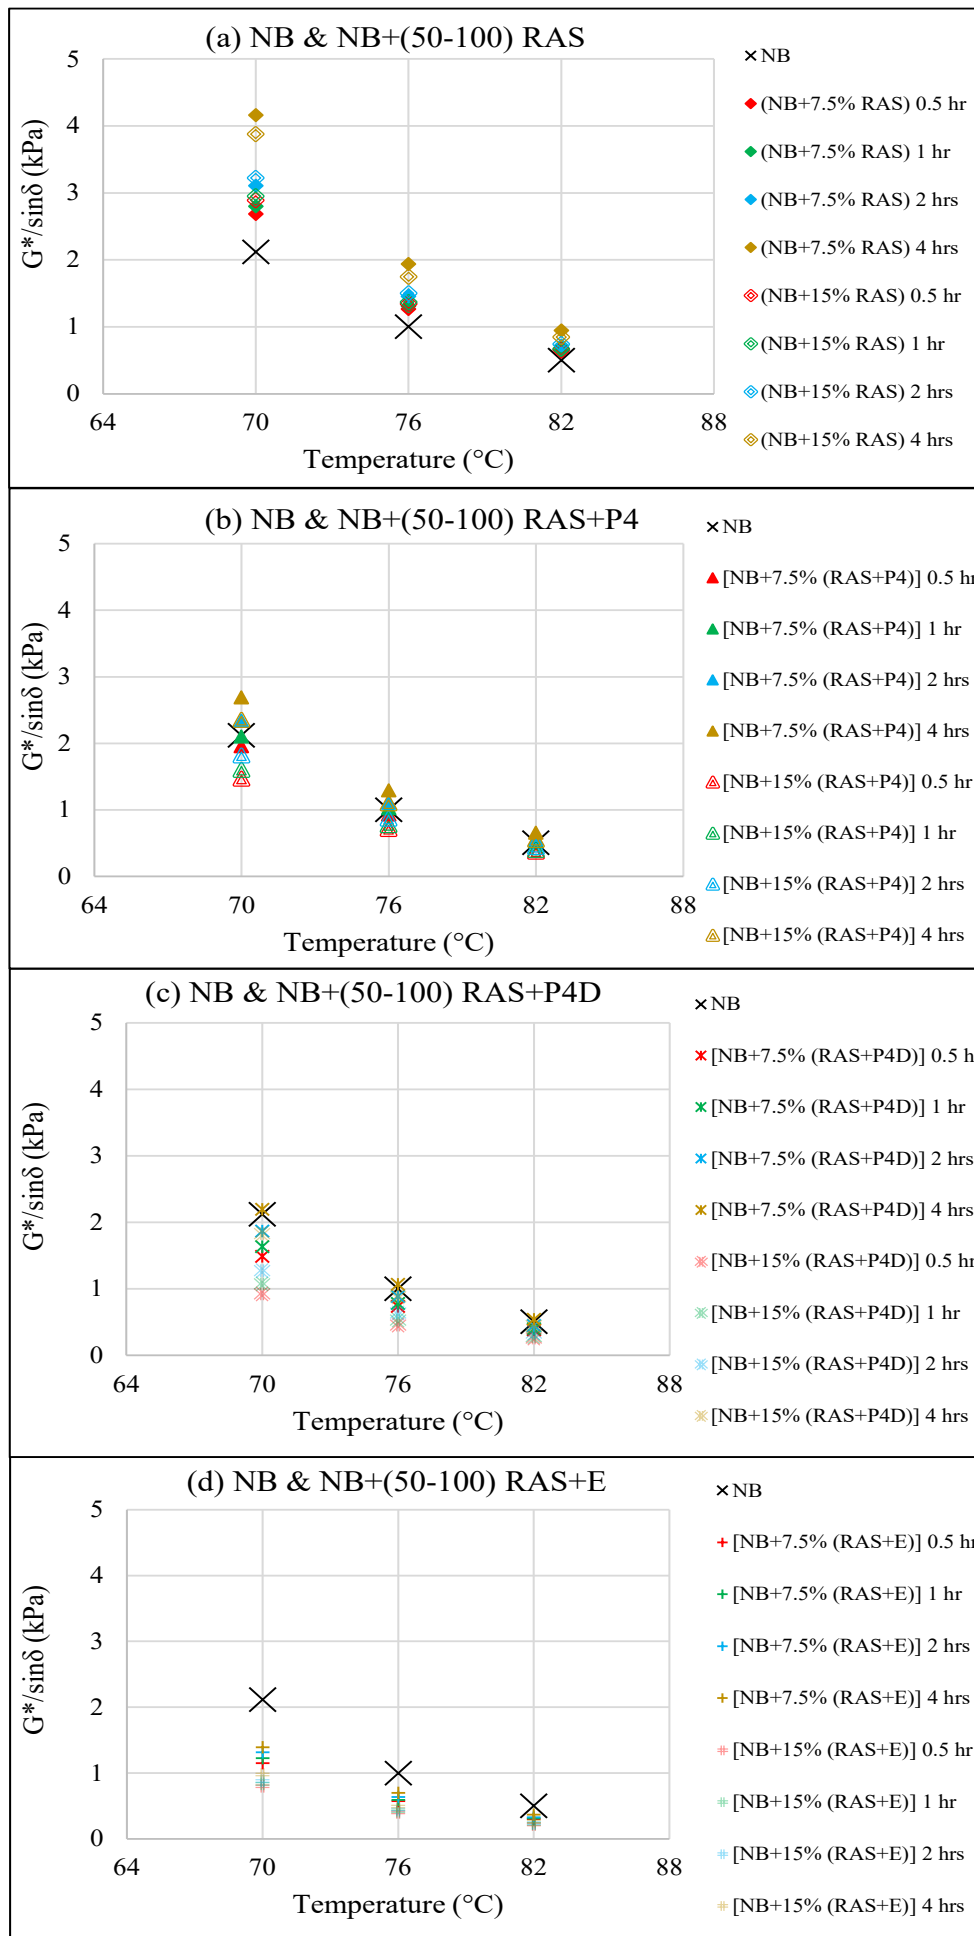 (a) NB & NB+(50-100) RAS
5
4
3
2
1
0
64
70
76
82
88
G*/sinδ (kPa)
Temperature (°C)
NB
(NB+7.5% RAS) 0.5 hr
(NB+7.5% RAS) 1 hr
(NB+7.5% RAS) 2 hrs
(NB+7.5% RAS) 4 hrs
(NB+15% RAS) 0.5 hr
(NB+15% RAS) 1 hr
(NB+15% RAS) 2 hrs
(NB+15% RAS) 4 hrs
(b) NB & NB+(50-100) RAS+P4
5
4
3
2
1
0
64
70
76
82
88
G*/sinδ (kPa)
Temperature (°C)
NB
[NB+7.5% (RAS+P4)] 0.5 hr
[NB+7.5% (RAS+P4)] 1 hr
[NB+7.5% (RAS+P4)] 2 hrs
[NB+7.5% (RAS+P4)] 4 hrs
[NB+15% (RAS+P4)] 0.5 hr
[NB+15% (RAS+P4)] 1 hr
[NB+15% (RAS+P4)] 2 hrs
[NB+15% (RAS+P4)] 4 hrs
(c) NB & NB+(50-100) RAS+P4D
5
4
3
2
1
0
64
70
76
82
88
G*/sinδ (kPa)
Temperature (°C)
NB
[NB+7.5% (RAS+P4D)] 0.5 h
[NB+7.5% (RAS+P4D)] 1 hr
[NB+7.5% (RAS+P4D)] 2 hrs
[NB+7.5% (RAS+P4D)] 4 hrs
[NB+15% (RAS+P4D)] 0.5 hr
[NB+15% (RAS+P4D)] 1 hr
[NB+15% (RAS+P4D)] 2 hrs
[NB+15% (RAS+P4D)] 4 hrs
(d) NB & NB+(50-100) RAS+E
5
4
3
2
1
0
64
70
76
82
88
G*/sinδ (kPa)
Temperature (°C)
NB
[NB+7.5% (RAS+E)] 0.5 hr
[NB+7.5% (RAS+E)] 1 hr
[NB+7.5% (RAS+E)] 2 hrs
[NB+7.5% (RAS+E)] 4 hrs
[NB+15% (RAS+E)] 0.5 hr
[NB+15% (RAS+E)] 1 hr
[NB+15% (RAS+E)] 2 hrs
[NB+15% (RAS+E)] 4 hrs